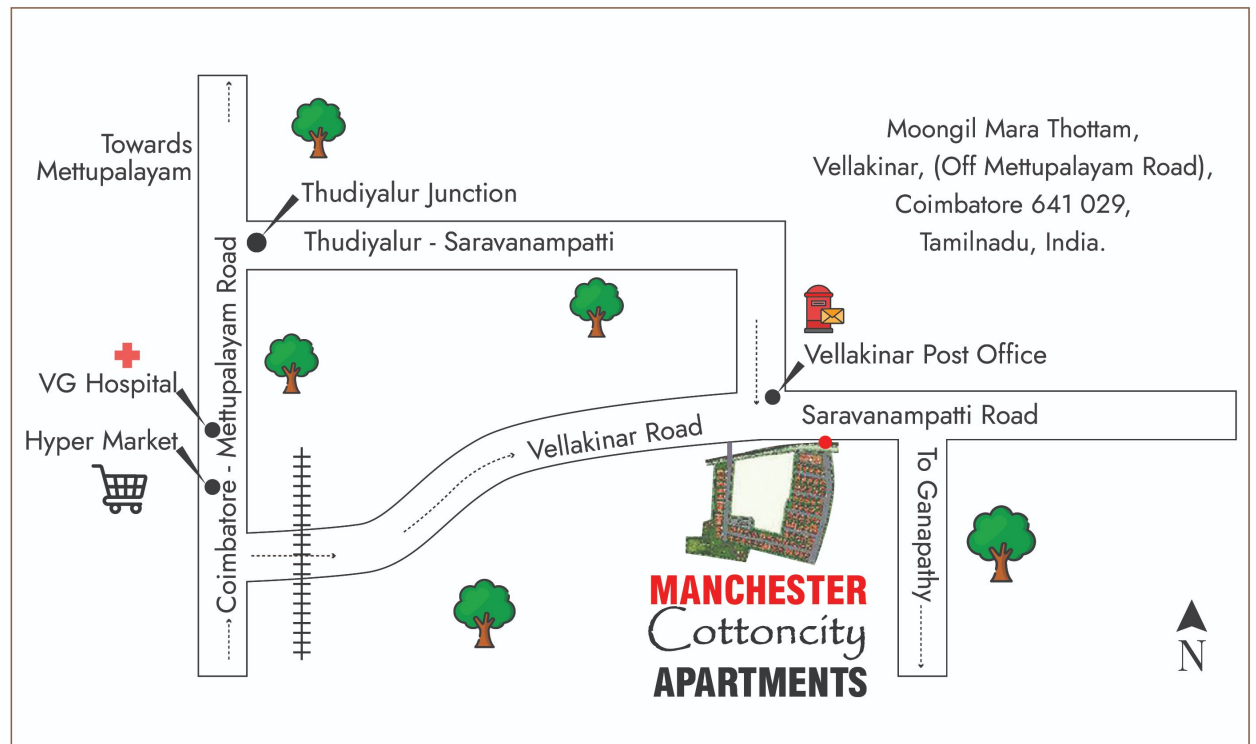 Towards
Mettupalayam
Thudiyalur Junction
Thudiyalur - Saravanampatti
Moongil Mara Thottam,
Vellakinar, (Off Mettupalayam Road),
Coimbatore 641 029,
Tamilnadu, India.
Coimbatore - Mettupalayam Road
VG Hospital
Hyper Market
Vellakinar Post Office
Saravanampatti Road
Vellakinar Road
To Ganapathy
MANCHESTER
Cottoncity
APARTMENTS
N